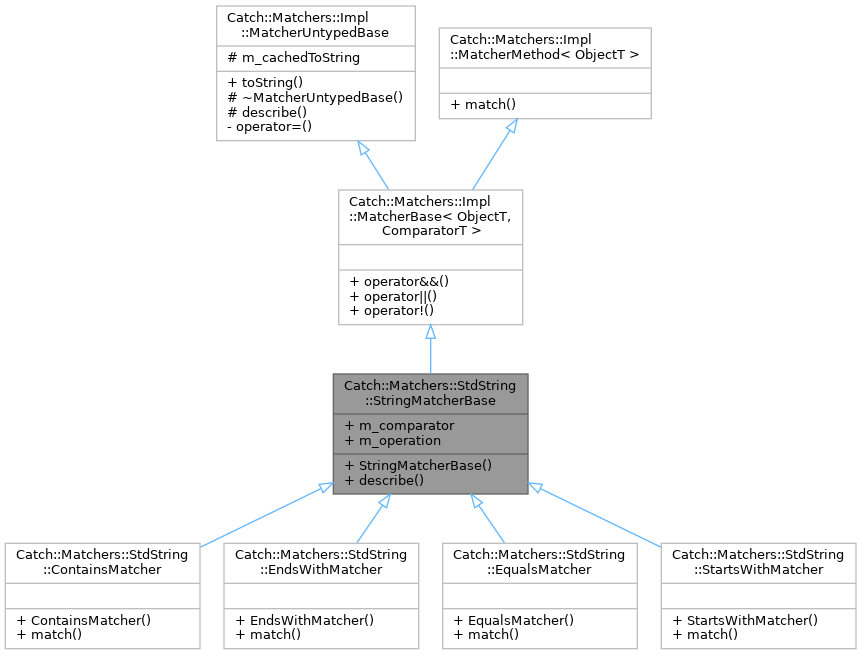 Catch::Matchers::Impl
::MatcherUntypedBase
# m_cachedToString
+ toString()
# ~MatcherUntypedBase()
# describe()
- operator=()
Catch::Matchers::Impl
::MatcherMethod< ObjectT >
+ match()
Catch::Matchers::Impl
::MatcherBase< ObjectT,
ComparatorT >
+ operator&&()
+ operator||()
+ operator!()
Catch::Matchers::StdString
::StringMatcherBase
+ m_comparator
+ m_operation
+ StringMatcherBase()
+ describe()
Catch::Matchers::StdString
::ContainsMatcher
+ ContainsMatcher()
+ match()
Catch::Matchers::StdString
::EndsWithMatcher
+ EndsWithMatcher()
+ match()
Catch::Matchers::StdString
::EqualsMatcher
+ EqualsMatcher()
+ match()
Catch::Matchers::StdString
::StartsWithMatcher
+ StartsWithMatcher()
+ match()